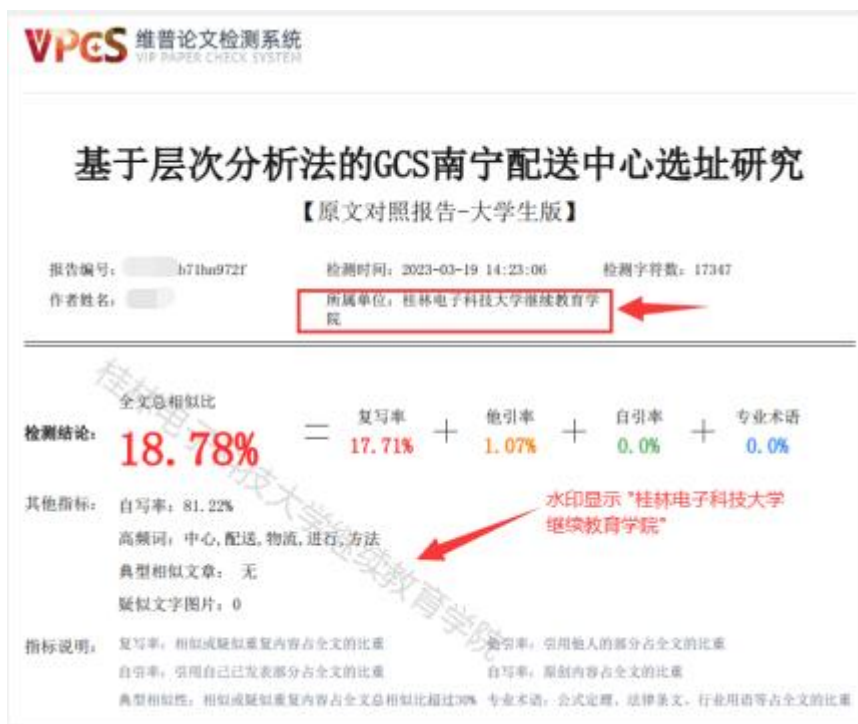 VPCS 维普论文检测系统
VIP PAPER CHECK SYSTEM
基于层次分析法的GCS南宁配送中心选址研究
【原文对照报告-大学生版】
报告编号: b71hn972f 检测时间: 2023-03-19 14:23:06 检测字符数: 17347
作者姓名: 所属单位: 桂林电子科技大学继续教育学
院
全文总相似比 复写率 他引率 自引率 专业术语
检测结论: 18.78% = 17.71% + 1.07% + 0.0% + 0.0%
其他指标: 自写率: 81.22%
水印显示“桂林电子科技大学
继续教育学院”
高频词: 中心,配送,物流,进行,方法
典型相似文章: 无
疑似文字图片: 0
指标说明: 复写率: 相似或疑似重复内容占全文的比重 他引率: 引用他人的部分占全文的比重
自引率: 引用自己已发表部分占全文的比重 自写率: 原创内容占全文的比重
典型相似性: 相似或疑似重复内容占全文总相似比超过30% 专业术语: 公式定理、法律条文、行业用语等占全文的比重
桂林电子科技大学继续教育学院